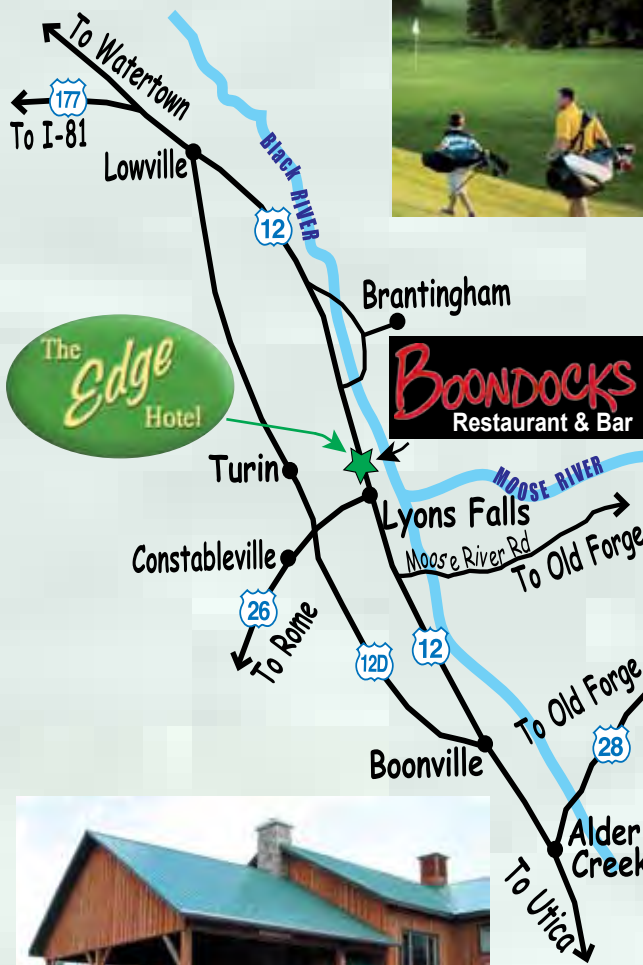 To Watertown
177
To I-81
Lowville
Black RIVER
12
Brantingham
The
Edge
Hotel
BOONDOCKS
Restaurant & Bar
Turin
MOOSE RIVER
Lyons Falls
Constableville
Moose River Rd
To Old Forge
26
To Rome
12D
12
To Old Forge
28
Boonville
Alder
Creek
To Utica